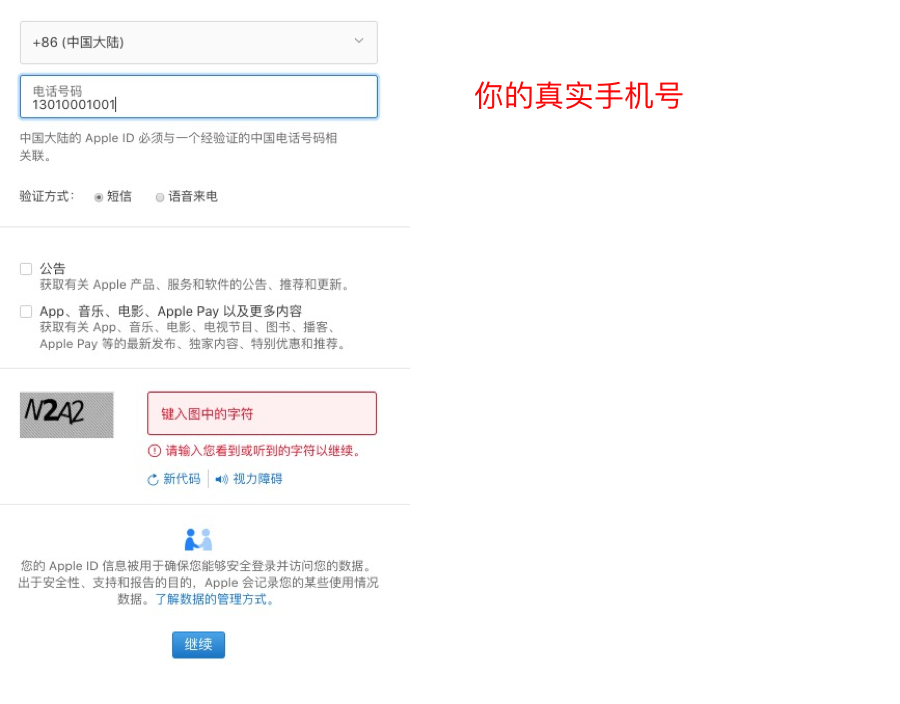 +86 (中国大陆)
电话号码
13010001001
你的真实手机号
中国大陆的 Apple ID 必须与一个经验证的中国电话号码相
关联。
验证方式： 短信 语音来电
公告
获取有关 Apple 产品、服务和软件的公告、推荐和更新。
App、音乐、电影、Apple Pay 以及更多内容
获取有关 App、音乐、电影、电视节目、图书、播客、
Apple Pay 等的最新发布、独家内容、特别优惠和推荐。
N2A2
键入图中的字符
请输入您看到或听到的字符以继续。
新代码 视力障碍
您的 Apple ID 信息被用于确保您能够安全登录并访问您的数据。
出于安全性、支持和报告的目的，Apple 会记录您的某些使用情况
数据。了解数据的管理方式。
继续